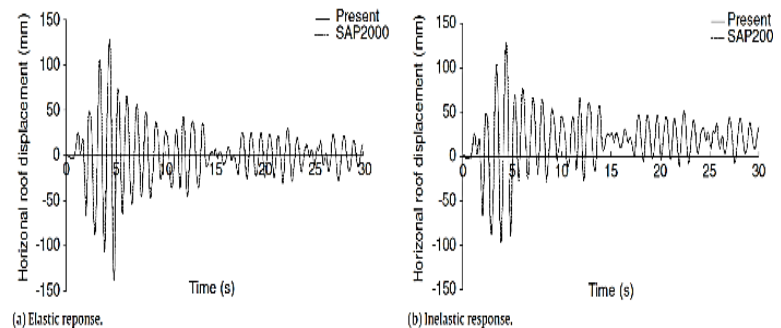 150
100
50
0
-50
-100
-150
Horizonal roof displacement (mm)
Present
SAP2000
0 5 10 15 20 25 30
Time (s)
(a) Elastic reponse.
150
100
50
0
-50
-100
-150
Horizonal roof displacement (mm)
Present
SAP200
0 5 10 15 20 25 30
Time (s)
(b) Inelastic response.